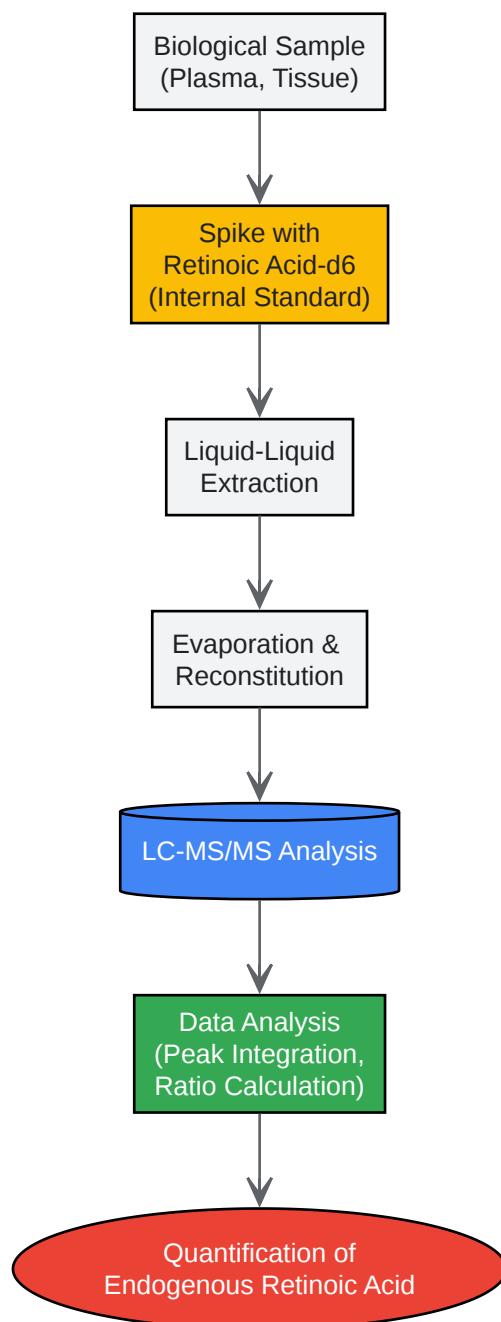 Biological Sample
(Plasma, Tissue)
Spike with
Retinoic Acid-d6
(Internal Standard)
Liquid-Liquid
Extraction
Evaporation &
Reconstitution
LC-MS/MS Analysis
Data Analysis
(Peak Integration,
Ratio Calculation)
Quantification of
Endogenous Retinoic Acid